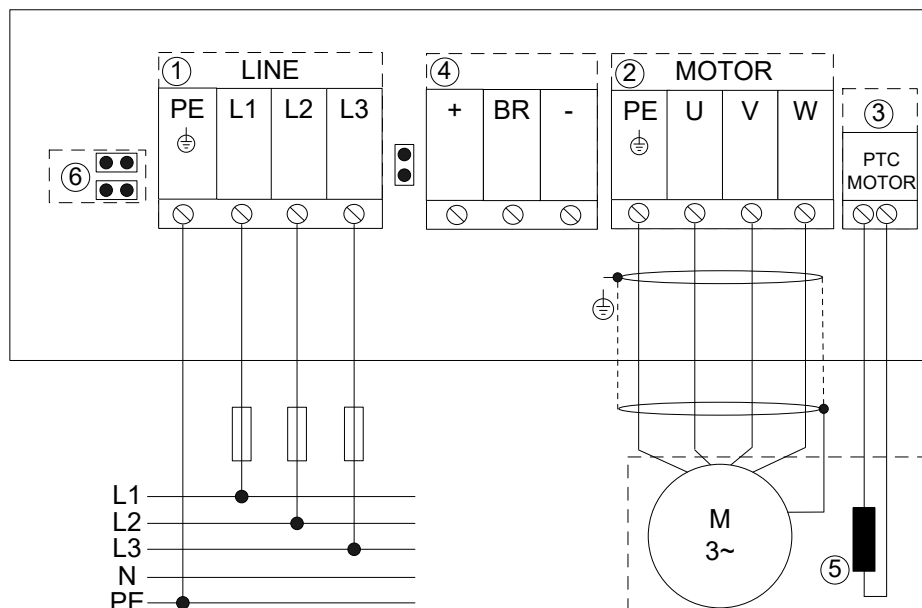 ① LINE
④
② MOTOR
③
PE L1 L2 L3
+ BR -
PE U V W
PTC
MOTOR
⑥
L1
L2
L3
N
PE
M
3~
⑤